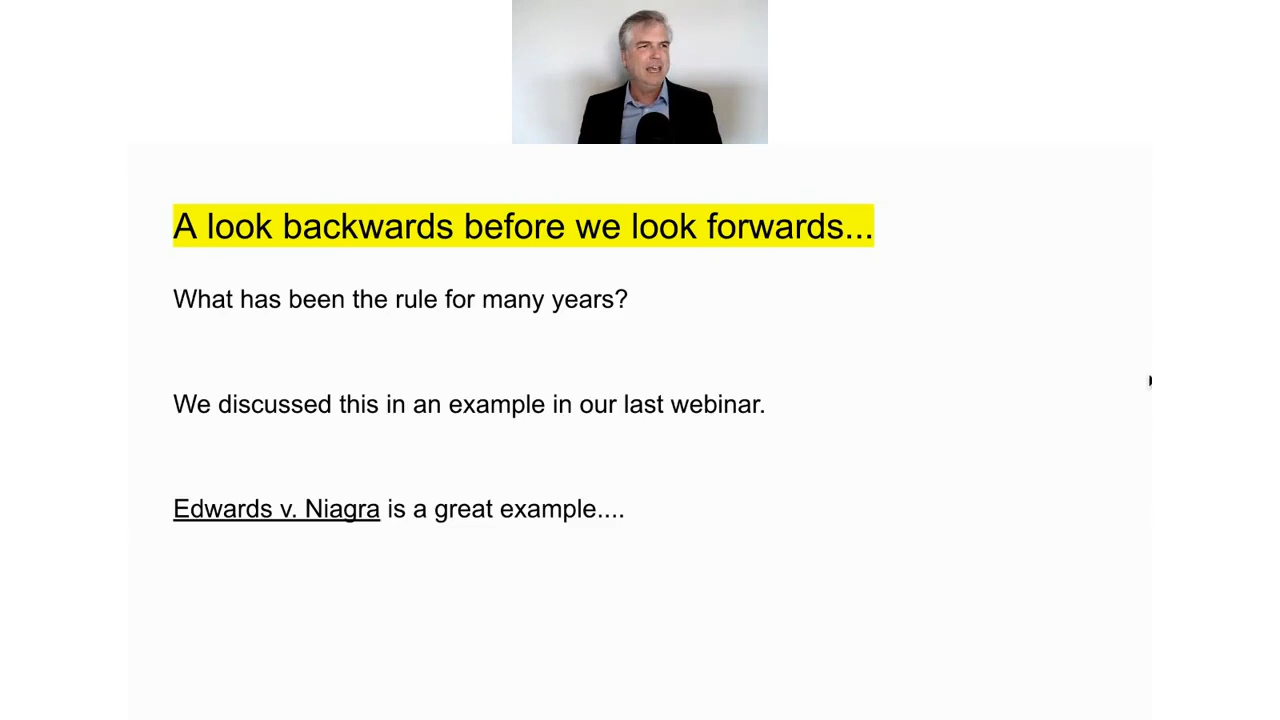 A look backwards before we look forwards...
What has been the rule for many years?
We discussed this in an example in our last webinar.
Edwards v. Niagra is a great example....